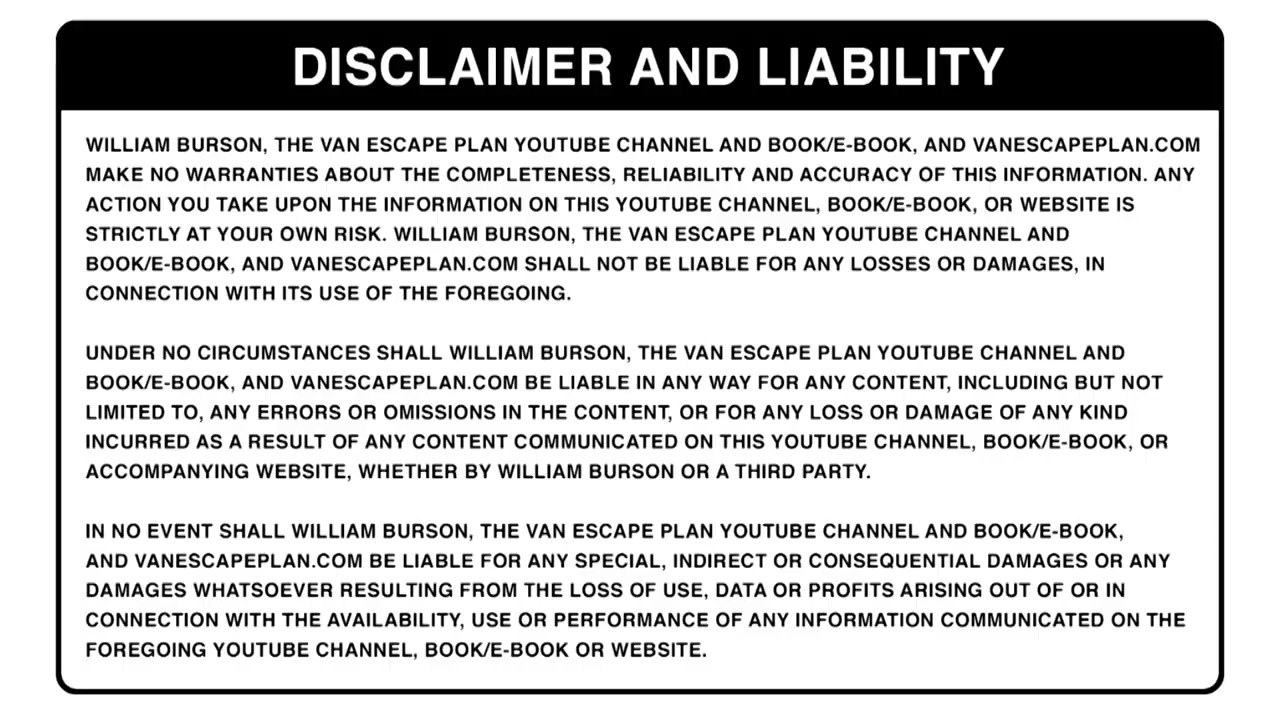 DISCLAIMER AND LIABILITY
WILLIAM BURSON, THE VAN ESCAPE PLAN YOUTUBE CHANNEL AND BOOK/E-BOOK, AND VANESCAPEPLAN.COM
MAKE NO WARRANTIES ABOUT THE COMPLETENESS, RELIABILITY AND ACCURACY OF THIS INFORMATION. ANY
ACTION YOU TAKE UPON THE INFORMATION ON THIS YOUTUBE CHANNEL, BOOK/E-BOOK, OR WEBSITE IS
STRICTLY AT YOUR OWN RISK. WILLIAM BURSON, THE VAN ESCAPE PLAN YOUTUBE CHANNEL AND
BOOK/E-BOOK, AND VANESCAPEPLAN.COM SHALL NOT BE LIABLE FOR ANY LOSSES OR DAMAGES, IN
CONNECTION WITH ITS USE OF THE FOREGOING.
UNDER NO CIRCUMSTANCES SHALL WILLIAM BURSON, THE VAN ESCAPE PLAN YOUTUBE CHANNEL AND
BOOK/E-BOOK, AND VANESCAPEPLAN.COM BE LIABLE IN ANY WAY FOR ANY CONTENT, INCLUDING BUT NOT
LIMITED TO, ANY ERRORS OR OMISSIONS IN THE CONTENT, OR FOR ANY LOSS OR DAMAGE OF ANY KIND
INCURRED AS A RESULT OF ANY CONTENT COMMUNICATED ON THIS YOUTUBE CHANNEL, BOOK/E-BOOK, OR
ACCOMPANYING WEBSITE, WHETHER BY WILLIAM BURSON OR A THIRD PARTY.
IN NO EVENT SHALL WILLIAM BURSON, THE VAN ESCAPE PLAN YOUTUBE CHANNEL AND BOOK/E-BOOK,
AND VANESCAPEPLAN.COM BE LIABLE FOR ANY SPECIAL, INDIRECT OR CONSEQUENTIAL DAMAGES OR ANY
DAMAGES WHATSOEVER RESULTING FROM THE LOSS OF USE, DATA OR PROFITS ARISING OUT OF OR IN
CONNECTION WITH THE AVAILABILITY, USE OR PERFORMANCE OF ANY INFORMATION COMMUNICATED ON THE
FOREGOING YOUTUBE CHANNEL, BOOK/E-BOOK OR WEBSITE.